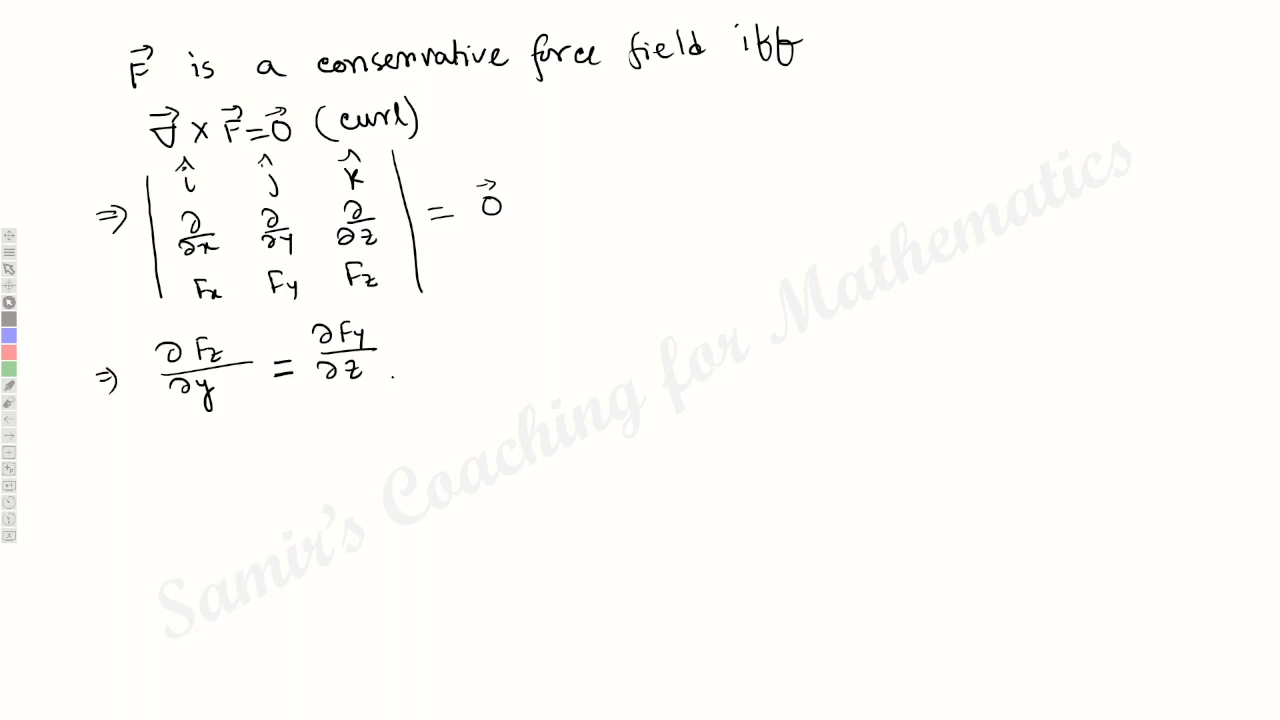 F⃗ is a conservative force field iff
∇⃗ × F⃗ = 0⃗ (curl)
⇒ | î ĵ k̂ |
| ∂/∂x ∂/∂y ∂/∂z | = 0⃗
| Fx Fy Fz |
⇒ ∂Fz/∂y = ∂Fy/∂z .
Samir's Coaching for Mathematics